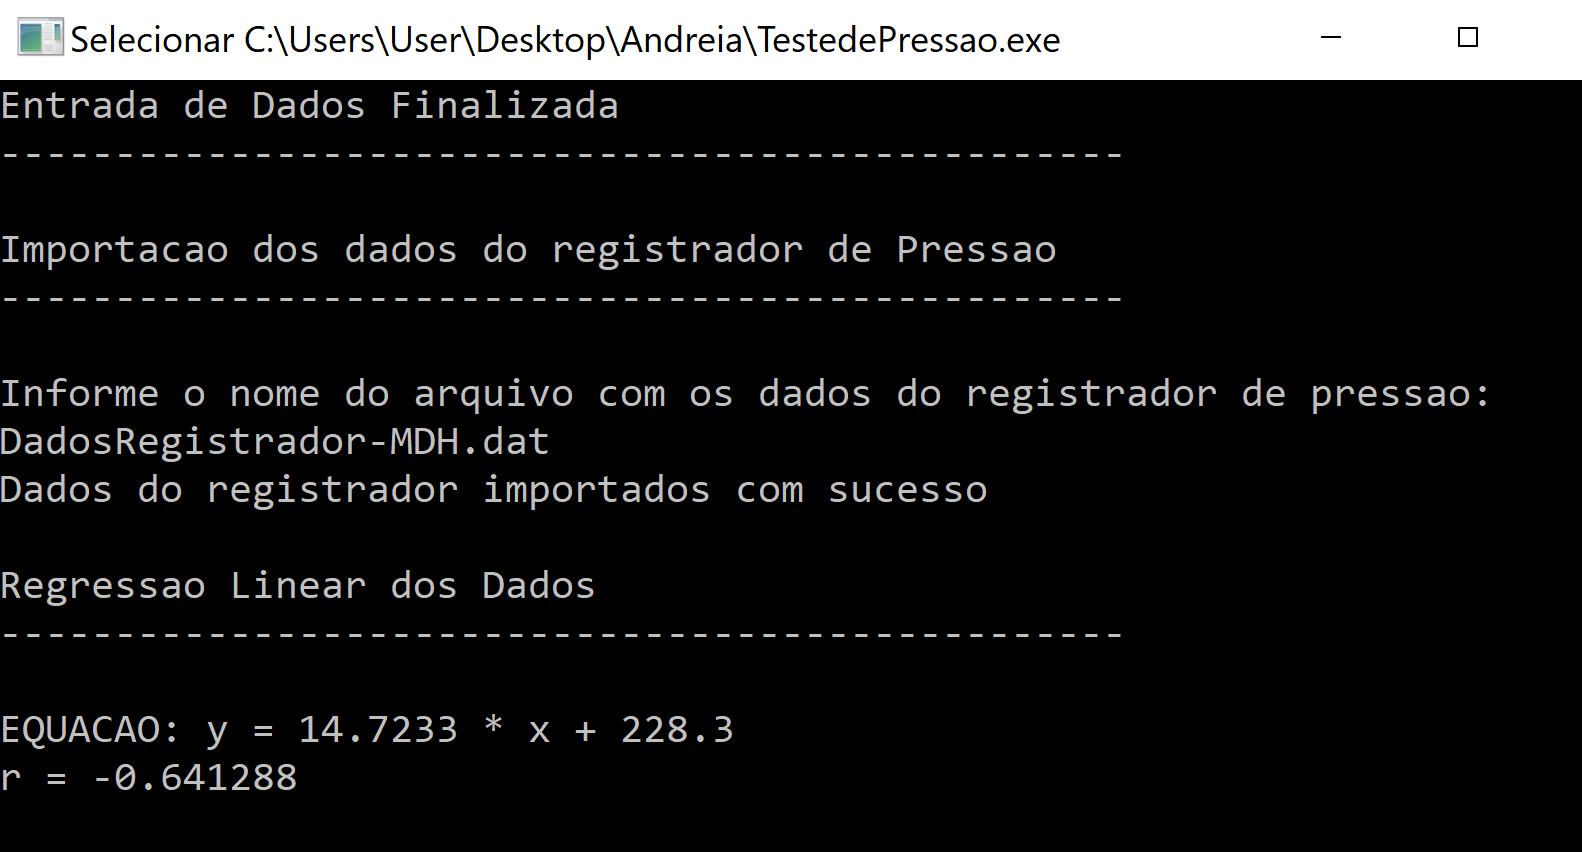 Selecionar C:\Users\User\Desktop\Andreia\TestedePressao.exe
Entrada de Dados Finalizada
-------------------------------------------------
Importacao dos dados do registrador de Pressao
-------------------------------------------------
Informe o nome do arquivo com os dados do registrador de pressao:
DadosRegistrador-MDH.dat
Dados do registrador importados com sucesso
Regressao Linear dos Dados
-------------------------------------------------
EQUACAO: y = 14.7233 * x + 228.3
r = -0.641288